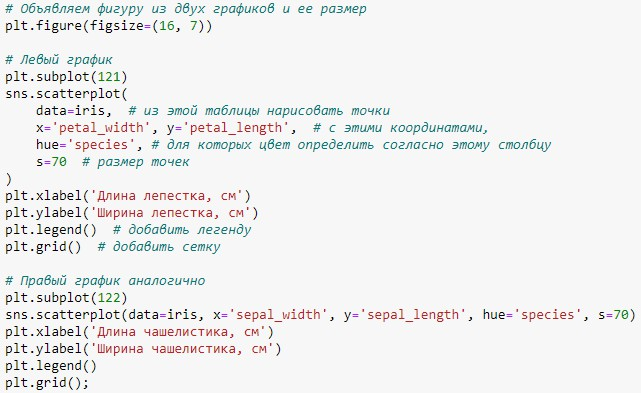 # Объявляем фигуру из двух графиков и ее размер
plt.figure(figsize=(16, 7))
# Левый график
plt.subplot(121)
sns.scatterplot(
data=iris,  # из этой таблицы нарисовать точки
x='petal_width', y='petal_length',  # с этими координатами,
hue='species', # для которых цвет определить согласно этому столбцу
s=70  # размер точек
)
plt.xlabel('Длина лепестка, см')
plt.ylabel('Ширина лепестка, см')
plt.legend()  # добавить легенду
plt.grid()  # добавить сетку
# Правый график аналогично
plt.subplot(122)
sns.scatterplot(data=iris, x='sepal_width', y='sepal_length', hue='species', s=70)
plt.xlabel('Длина чашелистика, см')
plt.ylabel('Ширина чашелистика, см')
plt.legend()
plt.grid();